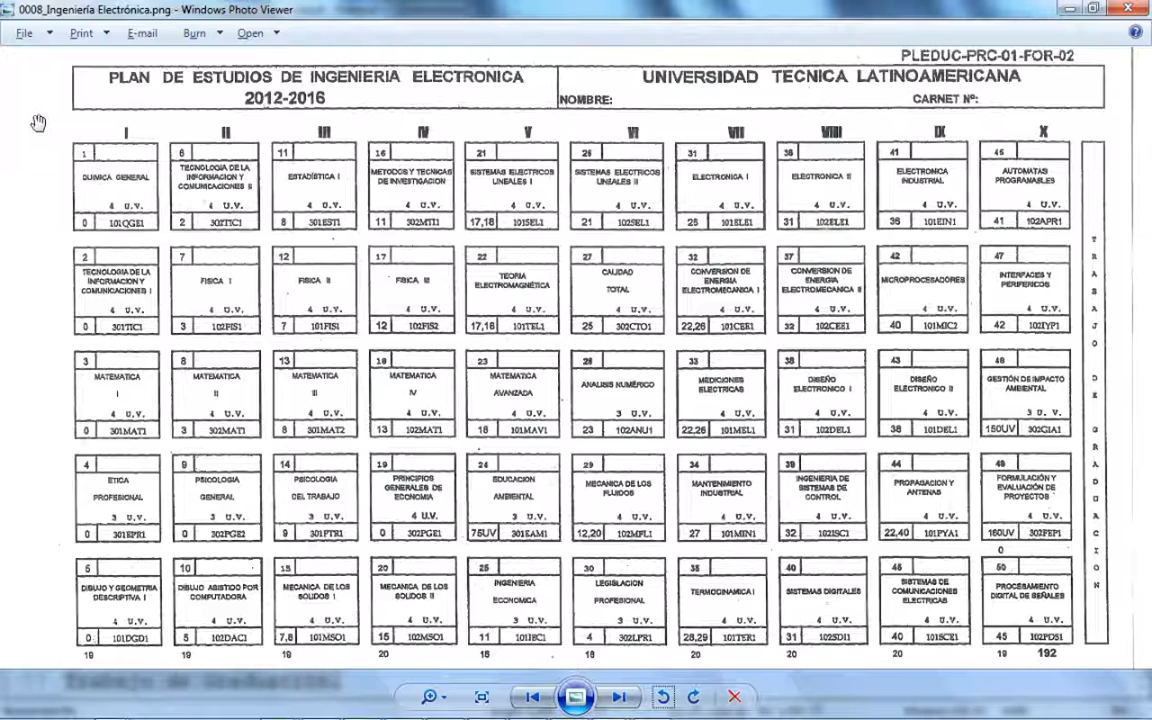 0008_Ingeniería Electrónica.png - Windows Photo Viewer
File Print E-mail Burn Open
PLEDUC-PRC-01-FOR-02
PLAN DE ESTUDIOS DE INGENIERIA ELECTRONICA
2012-2016
UNIVERSIDAD TECNICA LATINOAMERICANA
NOMBRE: CARNET Nº:
I II III IV V VI VII VIII IX X
1 6 11 16 21 26 31 36 41 46
QUIMICA GENERAL
TECNOLOGIA DE LA INFORMACION Y COMUNICACIONES II
ESTADÍSTICA I
METODOS Y TECNICAS DE INVESTIGACION
SISTEMAS ELECTRICOS LINEALES I
SISTEMAS ELECTRICOS LINEALES II
ELECTRONICA I
ELECTRONICA II
ELECTRONICA INDUSTRIAL
AUTOMATAS PROGRAMABLES
4 U.V. 4 U.V. 4 U.V. 4 U.V. 4 U.V. 4 U.V. 4 U.V. 4 U.V. 4 U.V. 4 U.V.
0 101QGE1 2 302TIC1 8 301EST1 11 302MTI1 17,18 101SEL1 21 102SEL1 25 101ELE1 31 102ELE1 36 101EIN1 41 102APR1
2 7 12 17 22 27 32 37 42 47
TECNOLOGIA DE LA INFORMACION Y COMUNICACIONES I
FISICA I
FISICA II
FISICA III
TEORIA ELECTROMAGNÉTICA
CALIDAD TOTAL
CONVERSION DE ENERGIA ELECTROMECANICA I
CONVERSION DE ENERGIA ELECTROMECANICA II
MICROPROCESADORES
INTERFACES Y PERIFERICOS
4 U.V. 4 U.V. 4 U.V. 4 U.V. 4 U.V. 4 U.V. 4 U.V. 4 U.V. 4 U.V. 4 U.V.
0 301TIC1 3 102FIS1 7 101FIS1 12 102FIS2 17,18 101TEL1 25 302CTO1 22,26 101CEE1 32 102CEE1 40 101MIC2 42 102IYP1
3 8 13 18 23 28 33 38 43 48
MATEMATICA I
MATEMATICA II
MATEMATICA III
MATEMATICA IV
MATEMATICA AVANZADA
ANALISIS NUMÉRICO
MEDICIONES ELECTRICAS
DISEÑO ELECTRONICO I
DISEÑO ELECTRONICO II
GESTIÓN DE IMPACTO AMBIENTAL
4 U.V. 4 U.V. 4 U.V. 4 U.V. 4 U.V. 3 U.V. 4 U.V. 4 U.V. 4 U.V. 3 U. V.
0 301MAT1 3 302MAT1 8 301MAT2 13 102MAT1 18 101MAV1 23 102ANU1 22,26 101MEL1 31 102DEL1 38 101DEL1 150UV 302GIA1
4 9 14 19 24 29 34 39 44 49
ETICA PROFESIONAL
PSICOLOGIA GENERAL
PSICOLOGIA DEL TRABAJO
PRINCIPIOS GENERALES DE ECONOMIA
EDUCACION AMBIENTAL
MECANICA DE LOS FLUIDOS
MANTENIMIENTO INDUSTRIAL
INGENIERIA DE SISTEMAS DE CONTROL
PROPAGACION Y ANTENAS
FORMULACIÓN Y EVALUACIÓN DE PROYECTOS
3 U.V. 3 U.V. 3 U.V. 4 U.V. 3 U.V. 4 U.V. 4 U.V. 4 U.V. 4 U.V. 4 U.V.
0 301EPR1 0 302PGE2 9 301PTR1 0 302PGE1 75UV 301EAM1 12,20 102MFL1 27 101MIN1 32 102ISC1 22,40 101PYA1 160UV 302FEP1
0
5 10 15 20 25 30 35 40 45 50
DIBUJO Y GEOMETRIA DESCRIPTIVA I
DIBUJO ASISTIDO POR COMPUTADORA
MECANICA DE LOS SOLIDOS I
MECANICA DE LOS SOLIDOS II
INGENIERIA ECONOMICA
LEGISLACION PROFESIONAL
TERMODINAMICA I
SISTEMAS DIGITALES
SISTEMAS DE COMUNICACIONES ELECTRICAS
PROCESAMIENTO DIGITAL DE SEÑALES
4 U.V. 4 U.V. 4 U.V. 4 U.V. 3 U.V. 3 U.V. 4 U.V. 4 U.V. 4 U.V. 4 U.V.
0 101DGD1 5 102DAC1 7,8 101MSO1 15 102MSO1 11 101IEC1 4 302LPR1 28,29 101TER1 31 102SDI1 40 101SCE1 45 102PDS1
19 19 19 20 18 18 20 20 20 19 192
TRABAJO DE GRADUACION
Trabajo de Graduación